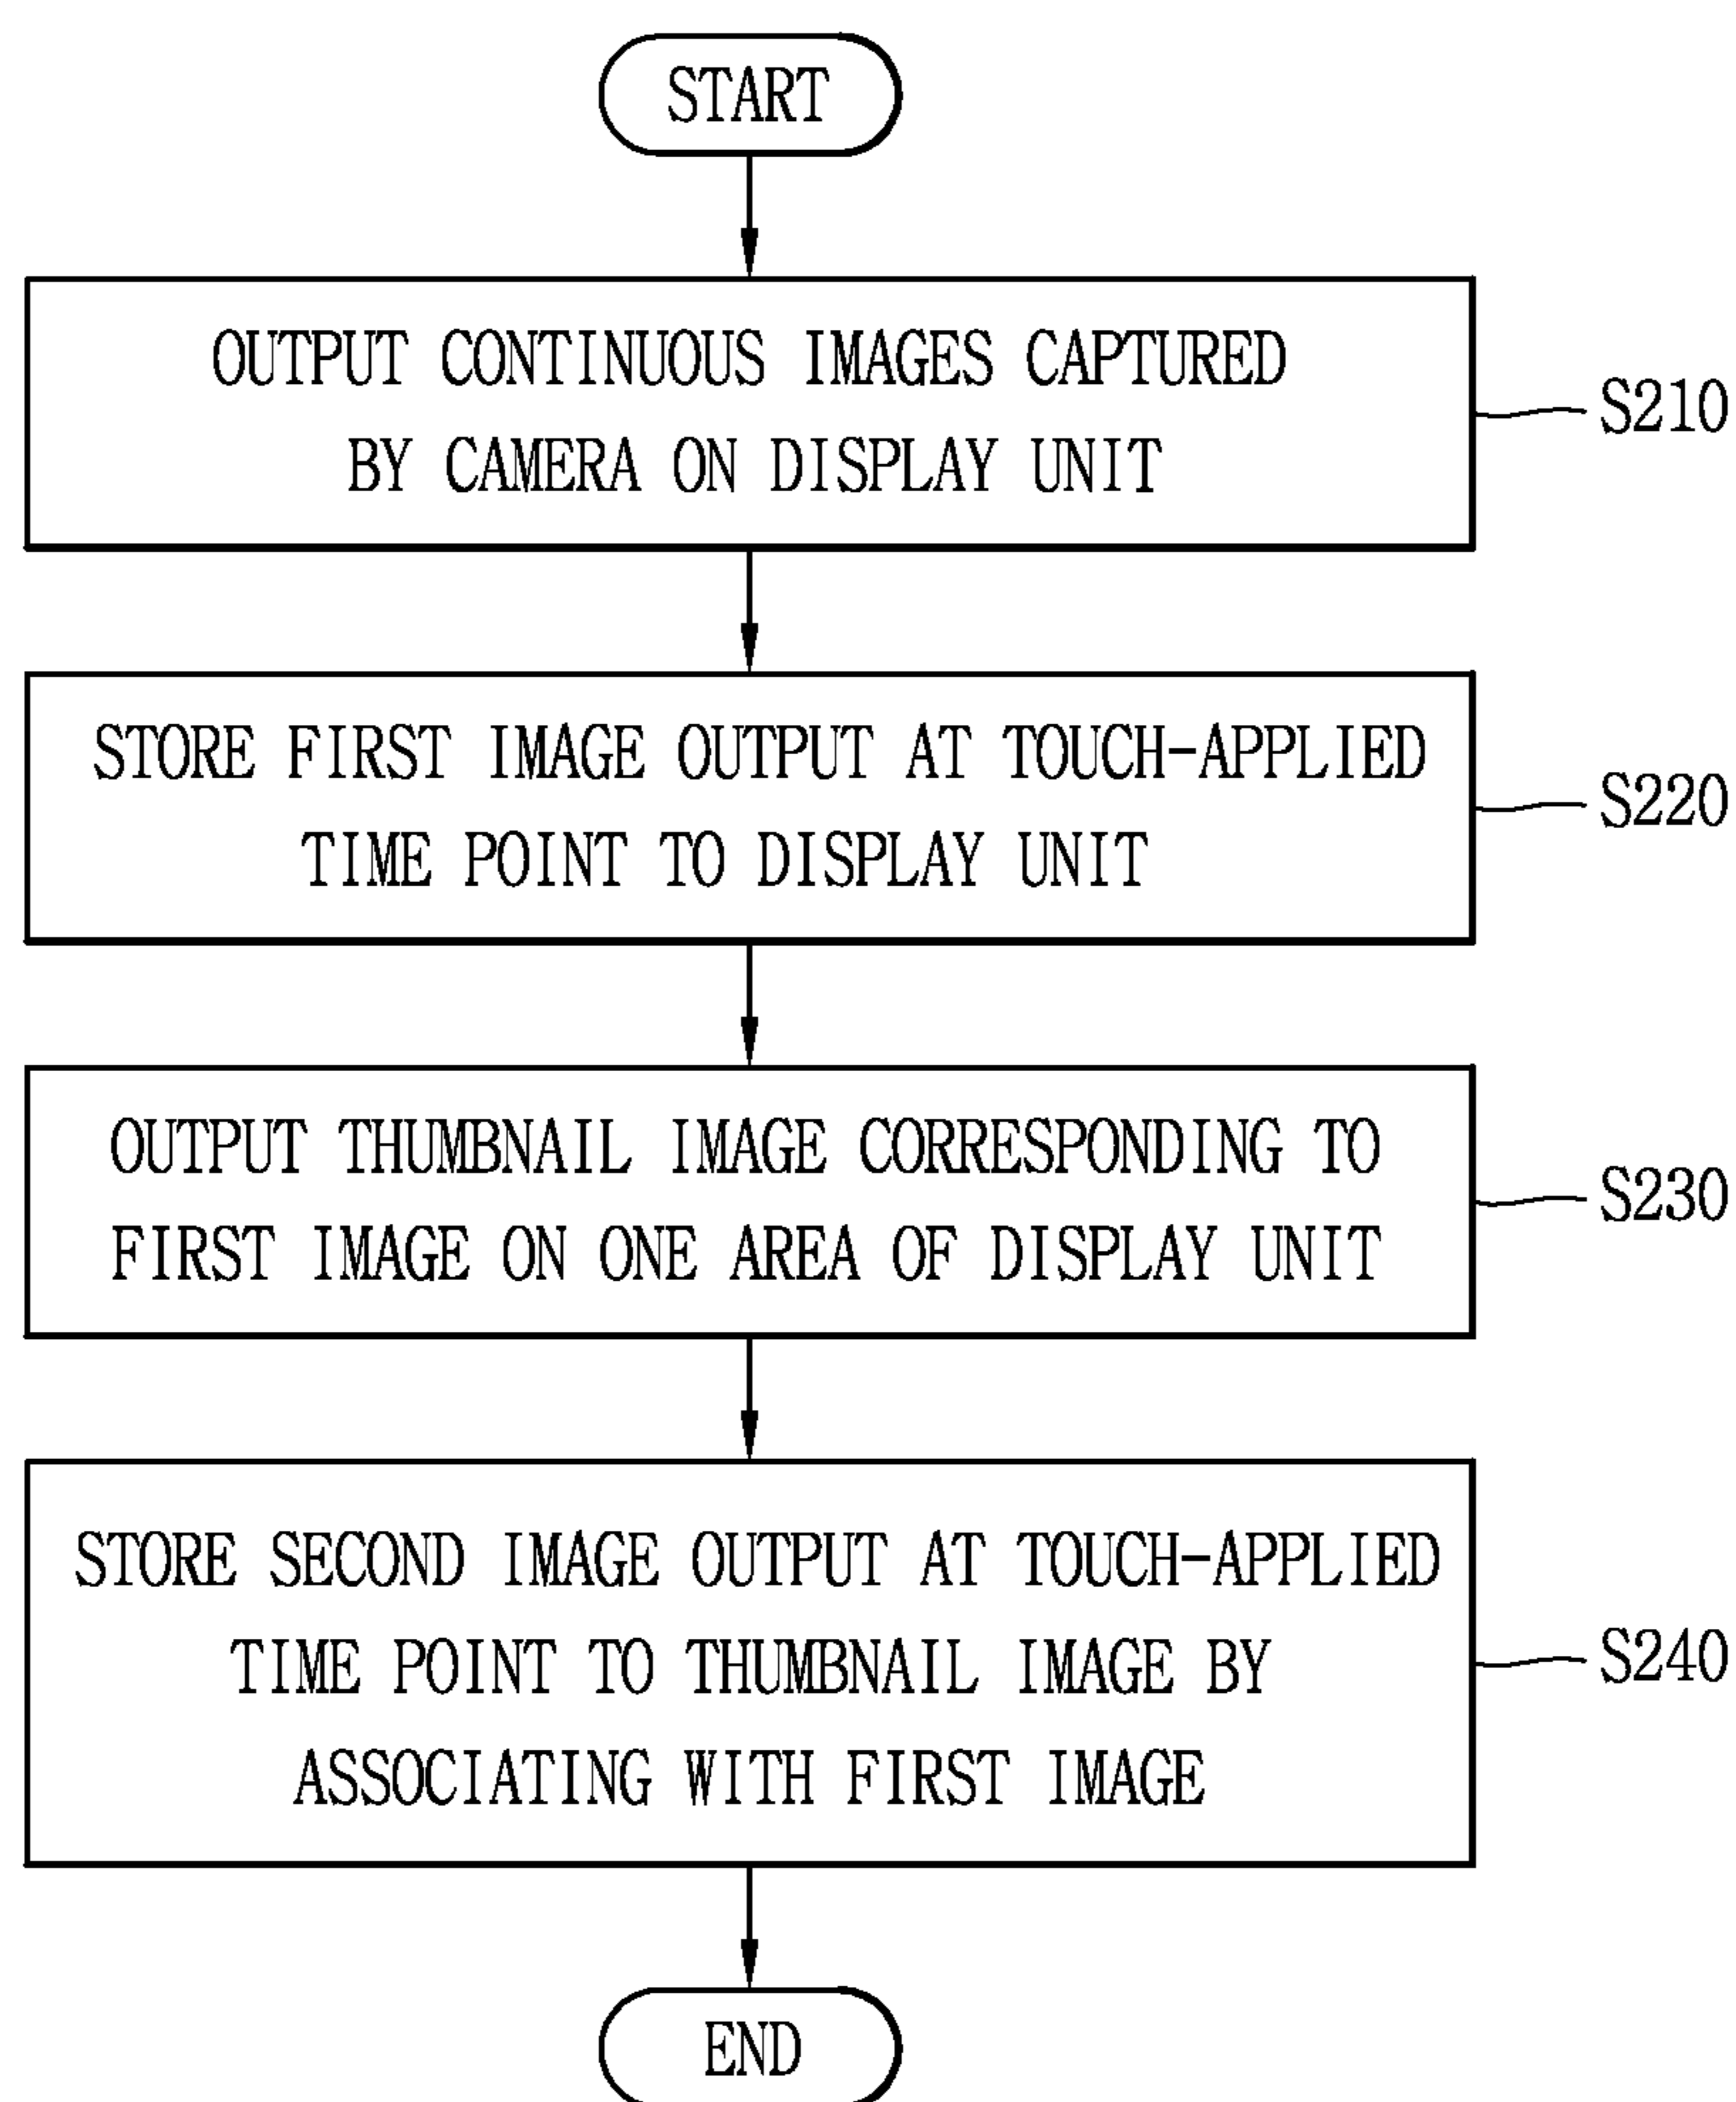 START
OUTPUT CONTINUOUS IMAGES CAPTURED
BY CAMERA ON DISPLAY UNIT
S210
STORE FIRST IMAGE OUTPUT AT TOUCH-APPLIED
TIME POINT TO DISPLAY UNIT
S220
OUTPUT THUMBNAIL IMAGE CORRESPONDING TO
FIRST IMAGE ON ONE AREA OF DISPLAY UNIT
S230
STORE SECOND IMAGE OUTPUT AT TOUCH-APPLIED
TIME POINT TO THUMBNAIL IMAGE BY
ASSOCIATING WITH FIRST IMAGE
S240
END